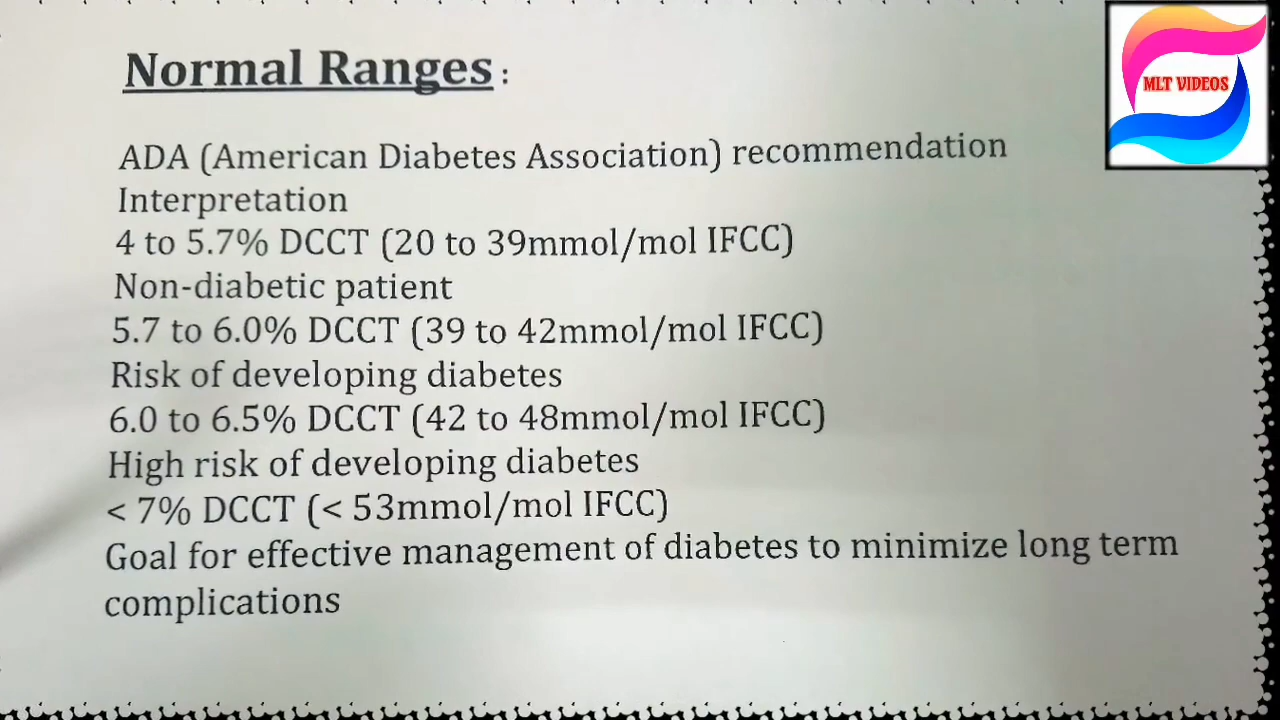 Normal Ranges :
MLT VIDEOS
ADA (American Diabetes Association) recommendation
Interpretation
4 to 5.7% DCCT (20 to 39mmol/mol IFCC)
Non-diabetic patient
5.7 to 6.0% DCCT (39 to 42mmol/mol IFCC)
Risk of developing diabetes
6.0 to 6.5% DCCT (42 to 48mmol/mol IFCC)
High risk of developing diabetes
< 7% DCCT (< 53mmol/mol IFCC)
Goal for effective management of diabetes to minimize long term
complications